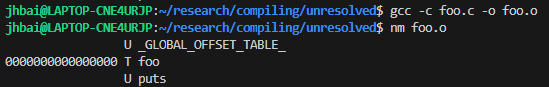 jhbai@LAPTOP-CNE4URJP:~/research/compiling/unresolved$ gcc -c foo.c -o foo.o
jhbai@LAPTOP-CNE4URJP:~/research/compiling/unresolved$ nm foo.o
                 U _GLOBAL_OFFSET_TABLE_
0000000000000000 T foo
                 U puts